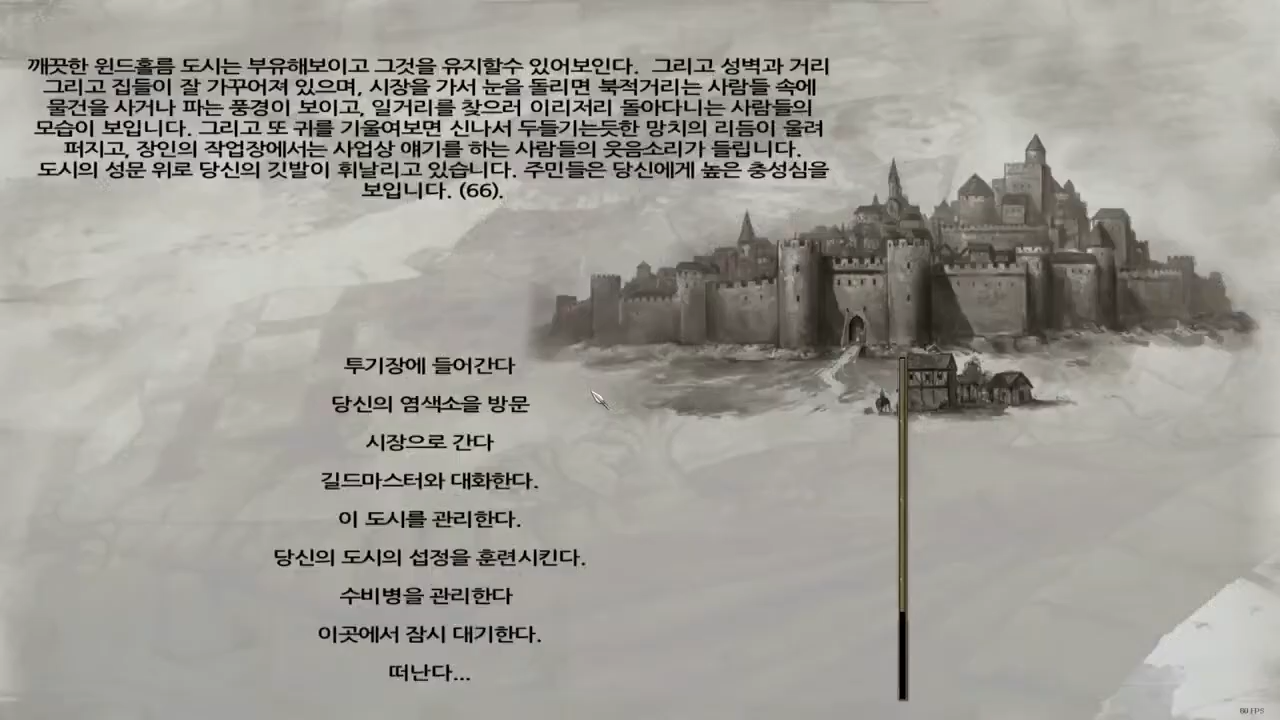 깨끗한 윈드홀름 도시는 부유해보이고 그것을 유지할수 있어보인다. 그리고 성벽과 거리
그리고 집들이 잘 가꾸어져 있으며, 시장을 가서 눈을 돌리면 북적거리는 사람들 속에
물건을 사거나 파는 풍경이 보이고, 일거리를 찾으러 이리저리 돌아다니는 사람들의
모습이 보입니다. 그리고 또 귀를 기울여보면 신나서 두들기는듯한 망치의 리듬이 울려
퍼지고, 장인의 작업장에서는 사업상 얘기를 하는 사람들의 웃음소리가 들립니다.
도시의 성문 위로 당신의 깃발이 휘날리고 있습니다. 주민들은 당신에게 높은 충성심을
보입니다. (66).
투기장에 들어간다
당신의 염색소을 방문
시장으로 간다
길드마스터와 대화한다.
이 도시를 관리한다.
당신의 도시의 섭정을 훈련시킨다.
수비병을 관리한다
이곳에서 잠시 대기한다.
떠난다...
60 FPS